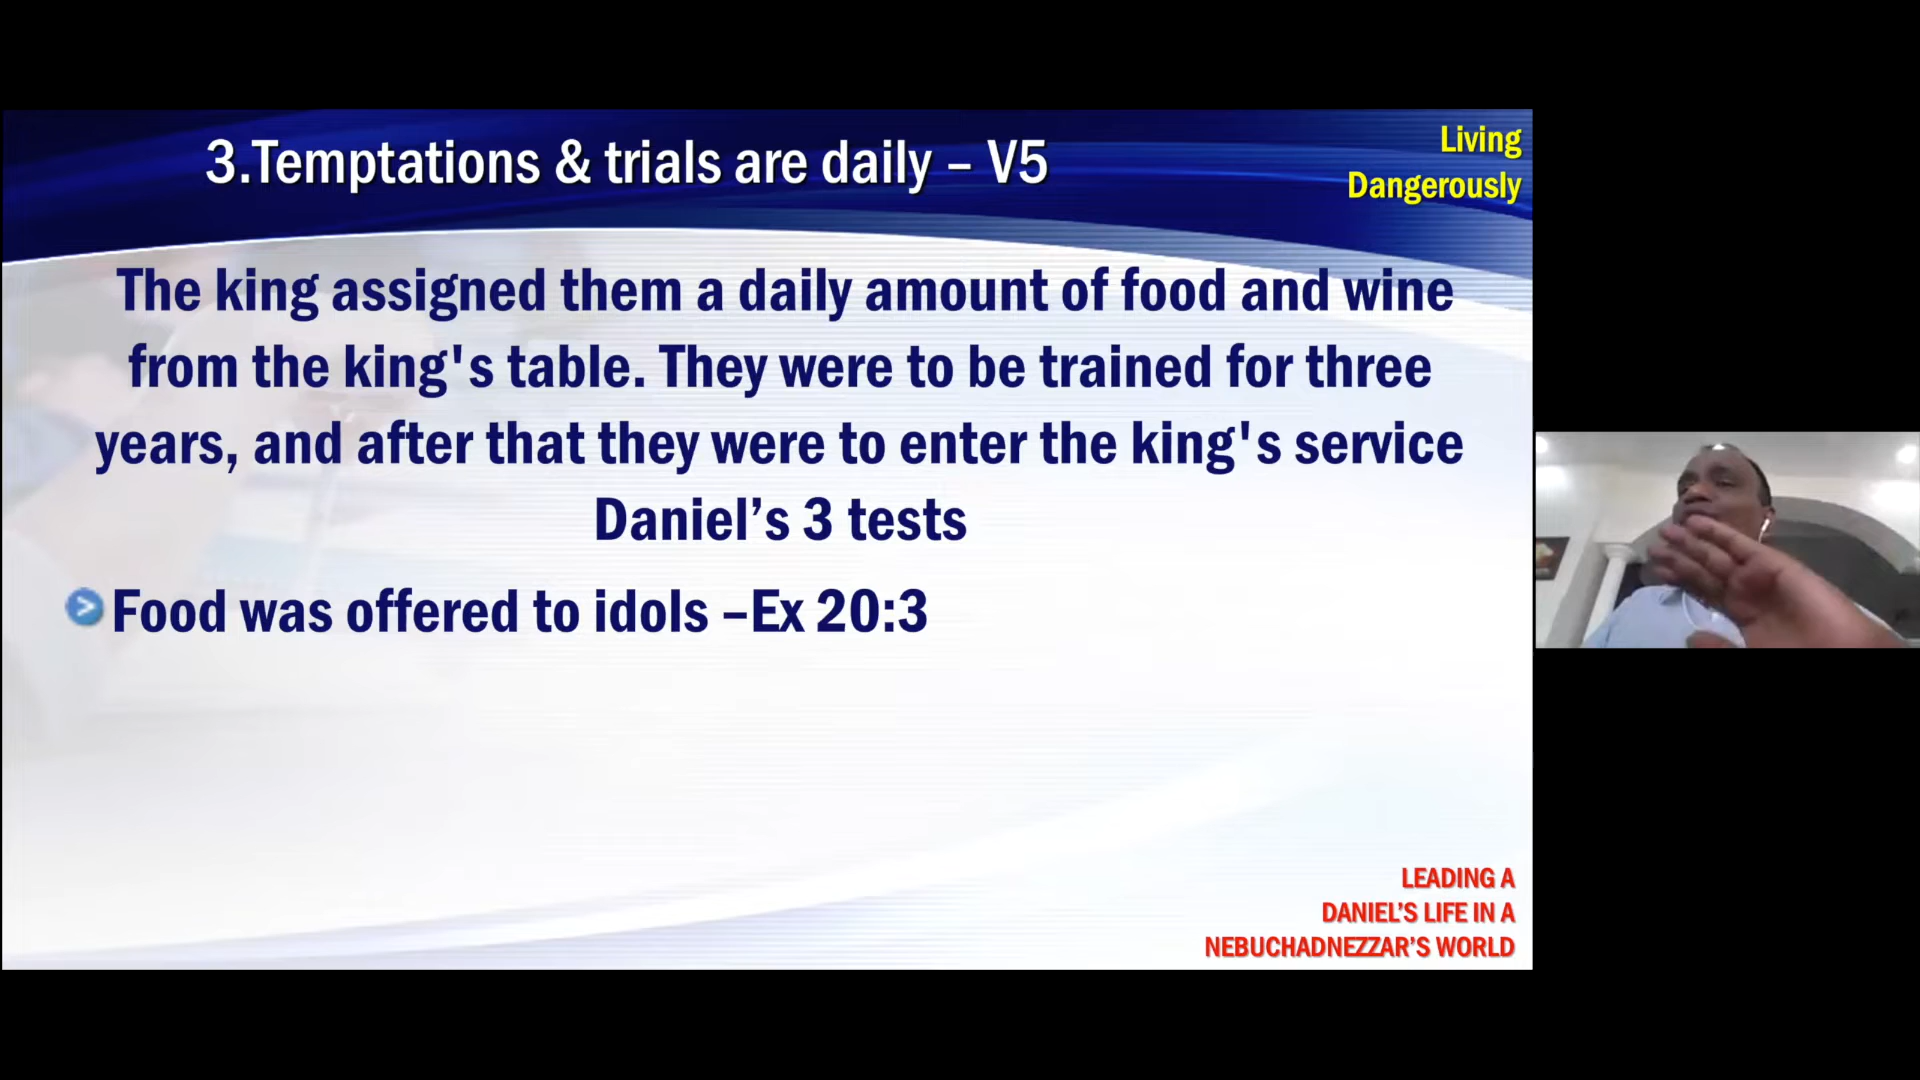 3.Temptations & trials are daily – V5
Living
Dangerously
The king assigned them a daily amount of food and wine
from the king's table. They were to be trained for three
years, and after that they were to enter the king's service
Daniel’s 3 tests
Food was offered to idols –Ex 20:3
LEADING A
DANIEL’S LIFE IN A
NEBUCHADNEZZAR’S WORLD